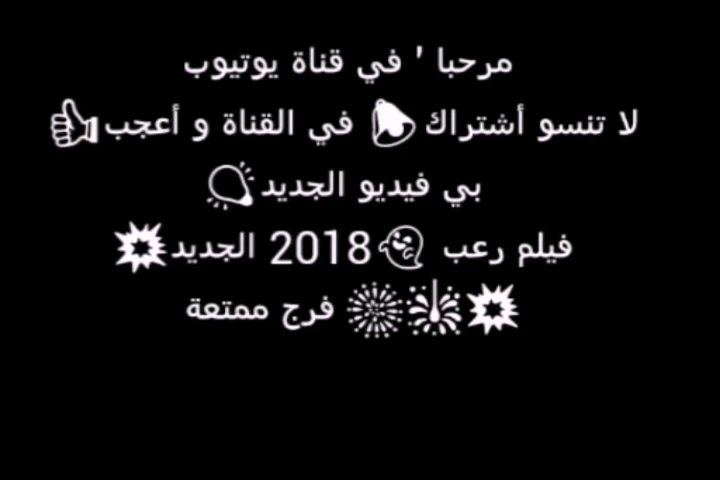 مرحبا ' في قناة يوتيوب
لا تنسو أشتراك 🔔 في القناة و أعجب 👍
بي فيديو الجديد 💡
فيلم رعب 👻 2018 الجديد 💥
💥🎇🎆 فرج ممتعة